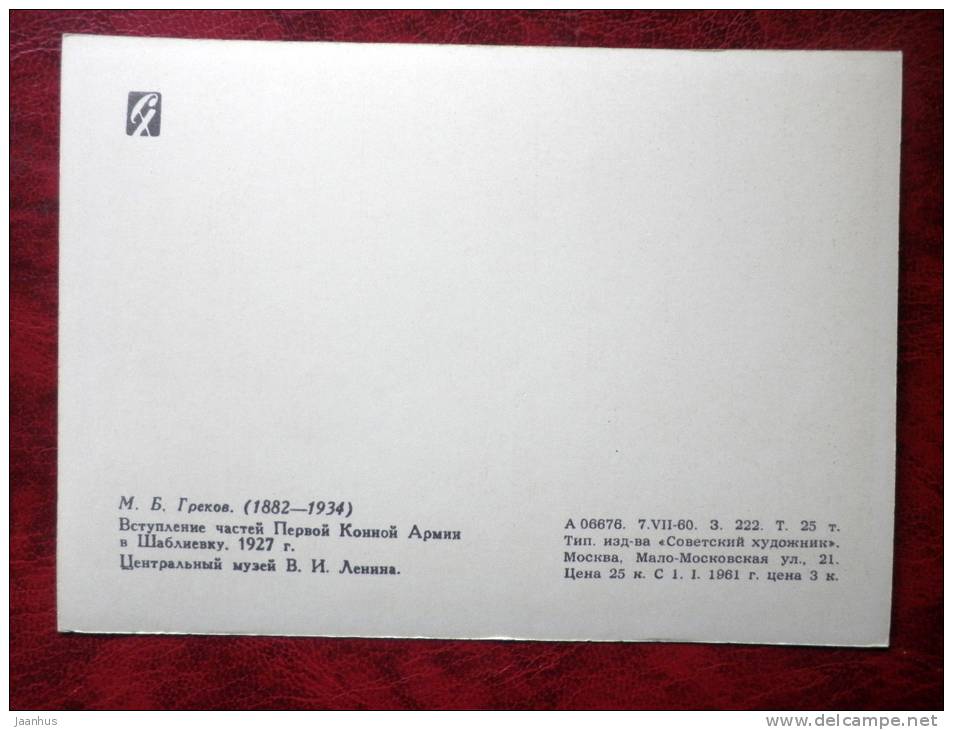 М. Б. Греков. (1882—1934)
Вступление частей Первой Конной Армии
в Шаблиевку. 1927 г.
Центральный музей В. И. Ленина.
А 06676. 7.VII-60. З. 222. Т. 25 т.
Тип. изд-ва «Советский художник».
Москва, Мало-Московская ул., 21.
Цена 25 к. С 1. I. 1961 г. цена 3 к.
Jaanhus
www.delcampe.net